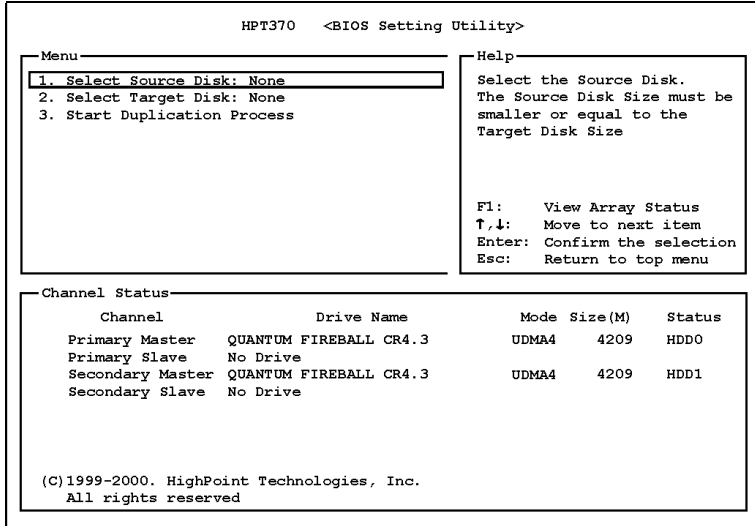 HPT370 <BIOS Setting Utility>
Menu
1. Select Source Disk: None
2. Select Target Disk: None
3. Start Duplication Process
Help
Select the Source Disk.
The Source Disk Size must be
smaller or equal to the
Target Disk Size
F1: View Array Status
↑,↓: Move to next item
Enter: Confirm the selection
Esc: Return to top menu
Channel Status
Channel Drive Name Mode Size(M) Status
Primary Master QUANTUM FIREBALL CR4.3 UDMA4 4209 HDD0
Primary Slave No Drive
Secondary Master QUANTUM FIREBALL CR4.3 UDMA4 4209 HDD1
Secondary Slave No Drive
(C)1999-2000. HighPoint Technologies, Inc.
All rights reserved